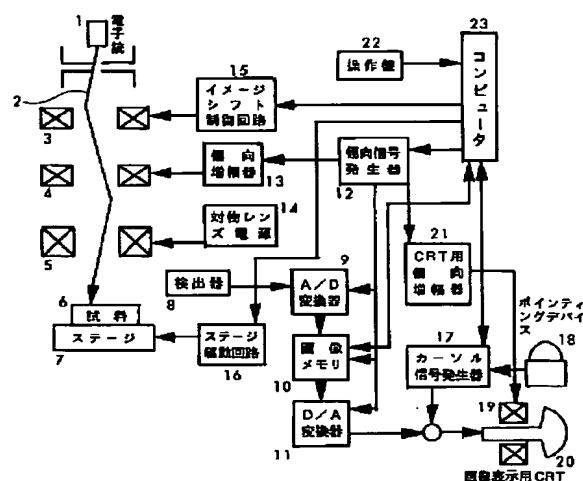 1
電子銃
2
3
4
5
6
試料
ステージ
7
15
イメージ
シフト
制御回路
偏向
増幅器
13
対物レン
ズ電源
14
22
操作盤
23
コンピュータ
偏向信号
発生器
12
21
CRT用
偏向
増幅器
検出器
8
9
A/D
変換器
画像
メモリ
10
D/A
変換器
11
ステージ
駆動回路
16
17
カーソル
信号発生器
ポインティ
ングデバイ
ス
18
19
20
画像表示用CRT